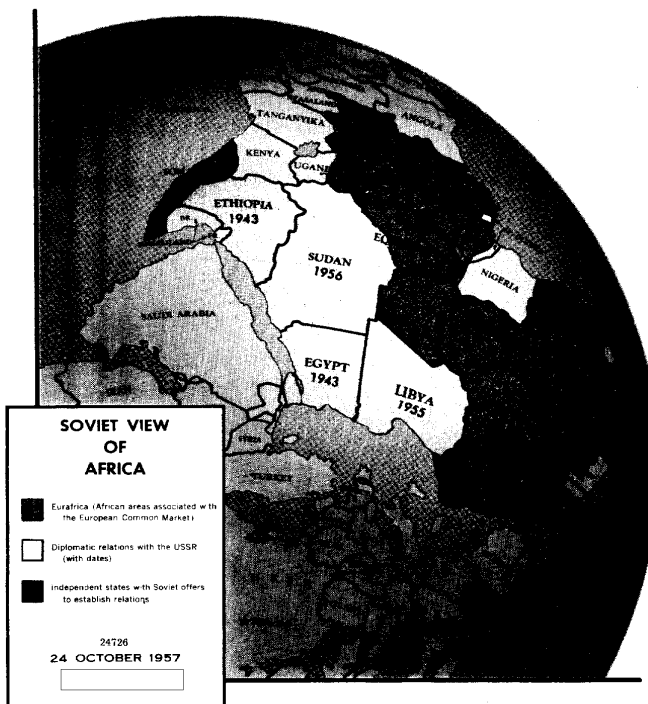 TANGANYIKA
ANGOLA
KENYA
ETHIOPIA
1943
SUDAN
1956
NIGERIA
SAUDI ARABIA
EGYPT
1943
LIBYA
1955
SYRIA
TURKEY
SOVIET VIEW
OF
AFRICA
Eurafrica (African areas associated with
the European Common Market)
Diplomatic relations with the USSR
(with dates)
Independent states with Soviet offers
to establish relations
24726
24 OCTOBER 1957